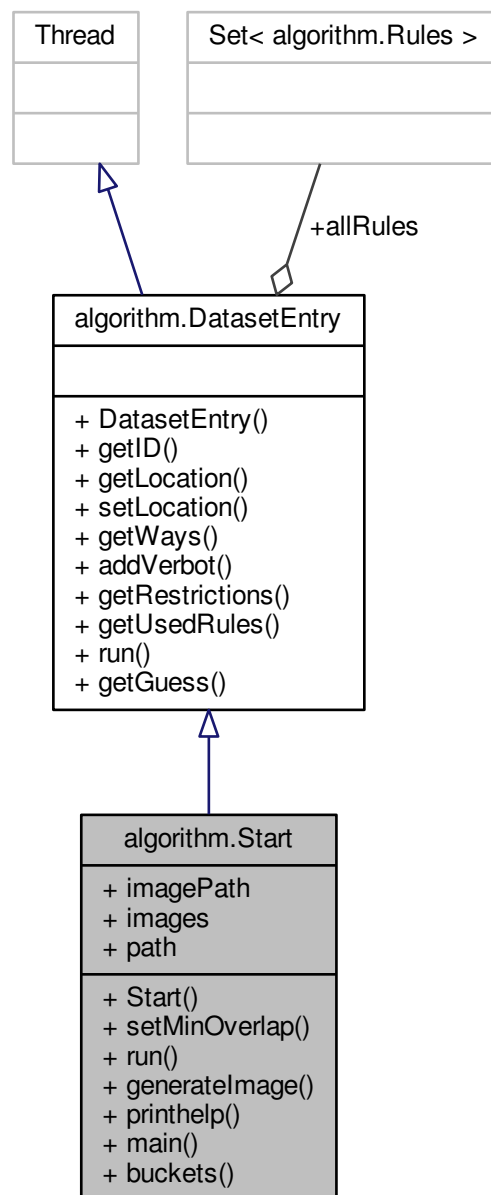 Thread
Set< algorithm.Rules >
+allRules
algorithm.DatasetEntry
+ DatasetEntry()
+ getID()
+ getLocation()
+ setLocation()
+ getWays()
+ addVerbot()
+ getRestrictions()
+ getUsedRules()
+ run()
+ getGuess()
algorithm.Start
+ imagePath
+ images
+ path
+ Start()
+ setMinOverlap()
+ run()
+ generateImage()
+ printhelp()
+ main()
+ buckets()